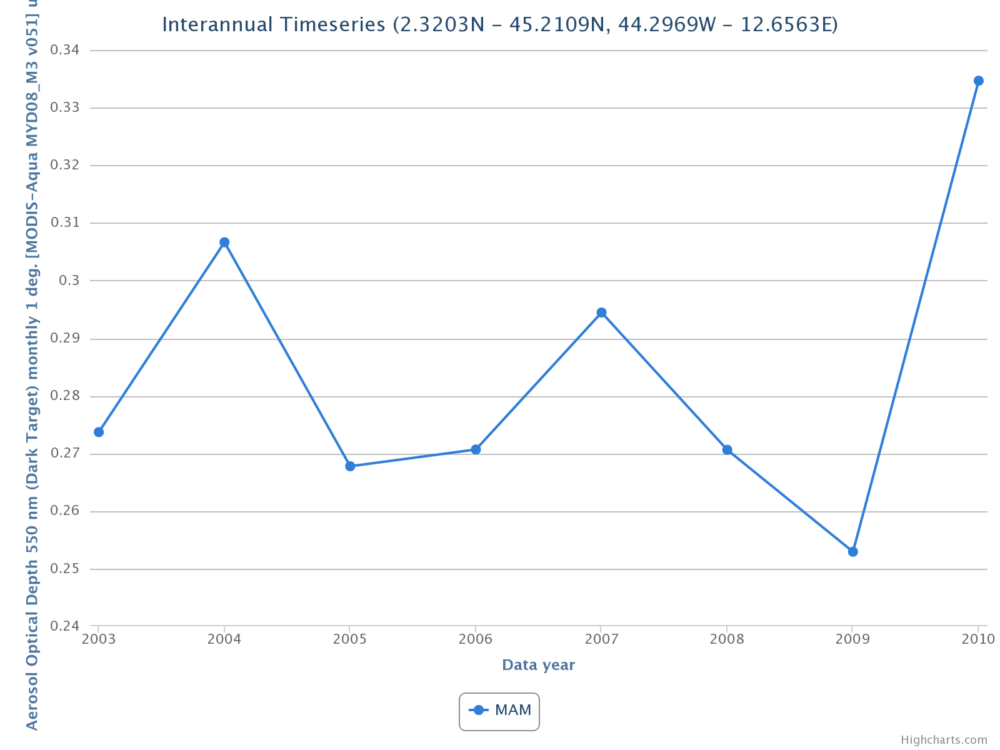 Interannual Timeseries (2.3203N – 45.2109N, 44.2969W – 12.6563E)
Aerosol Optical Depth 550 nm (Dark Target) monthly 1 deg. [MODIS-Aqua MYD08_M3 v051] u
0.34
0.33
0.32
0.31
0.3
0.29
0.28
0.27
0.26
0.25
0.24
2003 2004 2005 2006 2007 2008 2009 2010
Data year
MAM
Highcharts.com